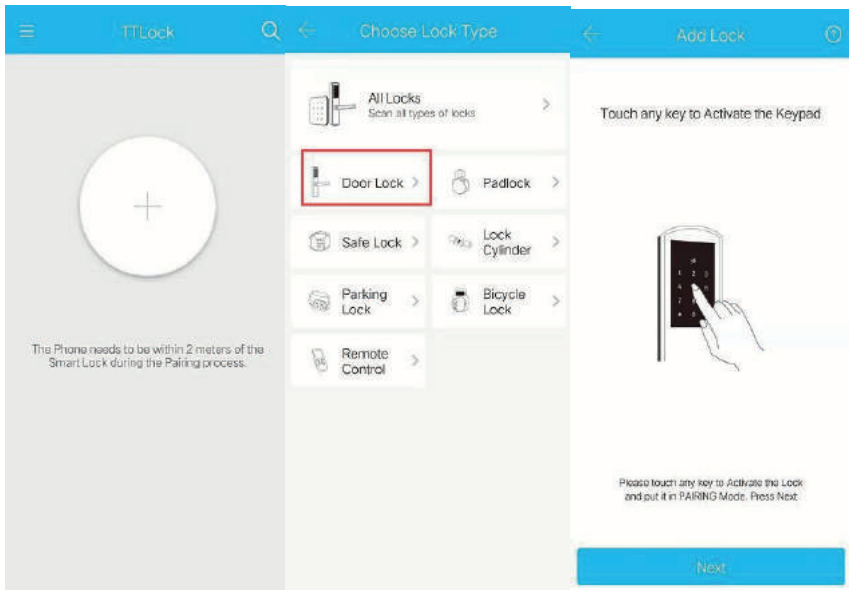 TTLock
The Phone needs to be within 2 meters of the
Smart Lock during the Pairing process.
Choose Lock Type
All Locks
Scan all types of locks
Door Lock
Padlock
Safe Lock
Lock
Cylinder
Parking
Lock
Bicycle
Lock
Remote
Control
Add Lock
Touch any key to Activate the Keypad
1 2 3
Please touch any key to Activate the Lock
and put it in PAIRING Mode. Press Next
Next